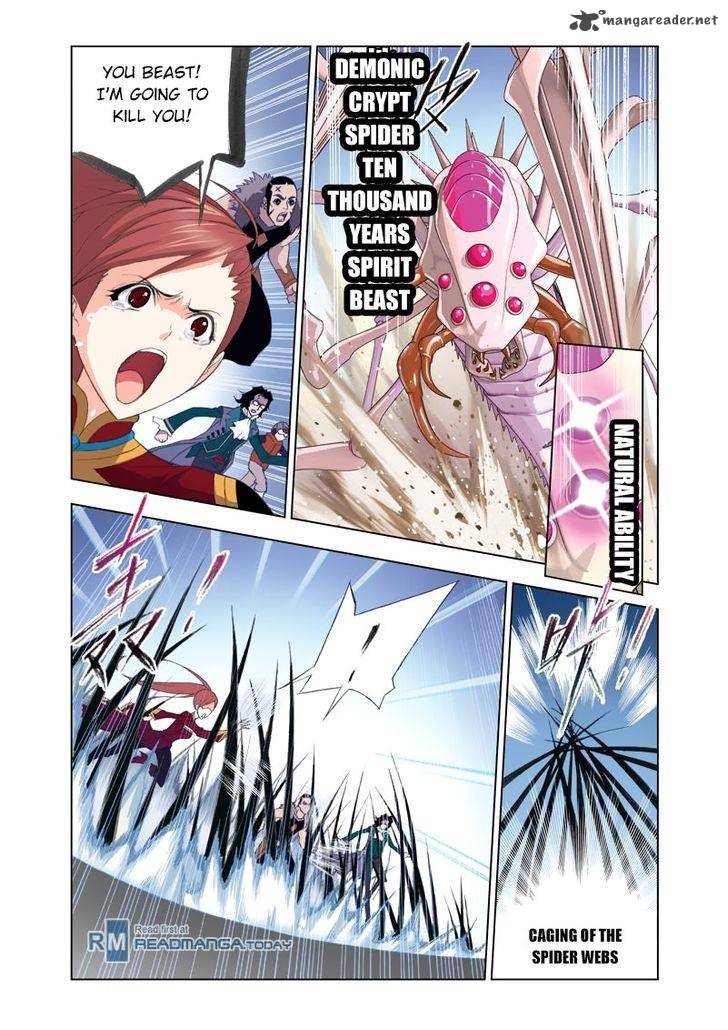 mangareader.net
YOU BEAST!
I'M GOING TO
KILL YOU!
DEMONIC
CRYPT
SPIDER
TEN
THOUSAND
YEARS
SPIRIT
BEAST
NATURAL ABILITY
!
CAGING OF THE
SPIDER WEBS
RM
Read first at
READMANGA.TODAY